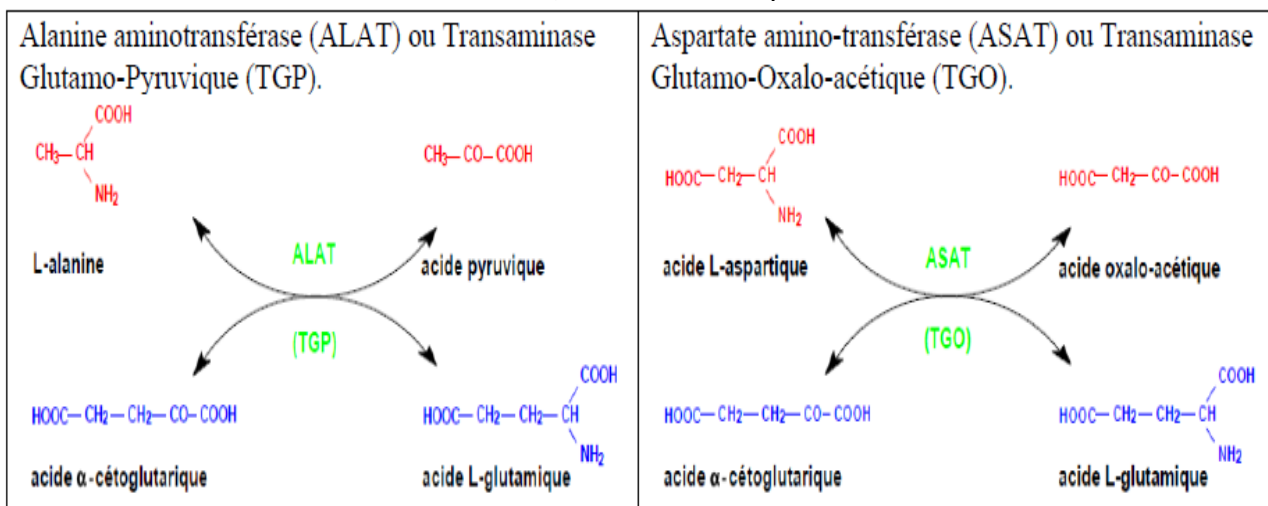 Alanine aminotransférase (ALAT) ou Transaminase
Glutamo-Pyruvique (TGP).
COOH
CH3—CH
NH2
CH3—CO—COOH
L-alanine
ALAT
acide pyruvique
(TGP)
HOOC—CH2—CH2—CO—COOH
COOH
HOOC—CH2—CH2—CH
NH2
acide α-cétoglutarique
acide L-glutamique
Aspartate amino-transférase (ASAT) ou Transaminase
Glutamo-Oxalo-acétique (TGO).
COOH
HOOC—CH2—CH
NH2
HOOC—CH2—CO—COOH
acide L-aspartique
ASAT
acide oxalo-acétique
(TGO)
HOOC—CH2—CH2—CO—COOH
COOH
HOOC—CH2—CH2—CH
NH2
acide α-cétoglutarique
acide L-glutamique